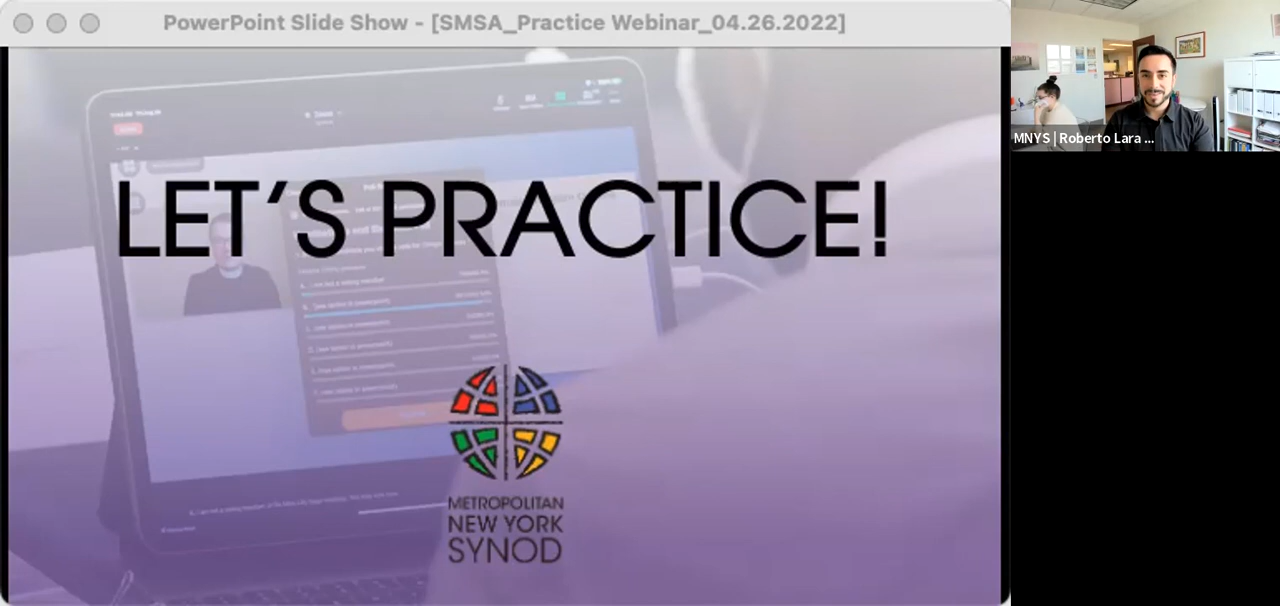 PowerPoint Slide Show - [SMSA_Practice Webinar_04.26.2022]
LET'S PRACTICE!
METROPOLITAN
NEW YORK
SYNOD
MNYS | Roberto Lara ...